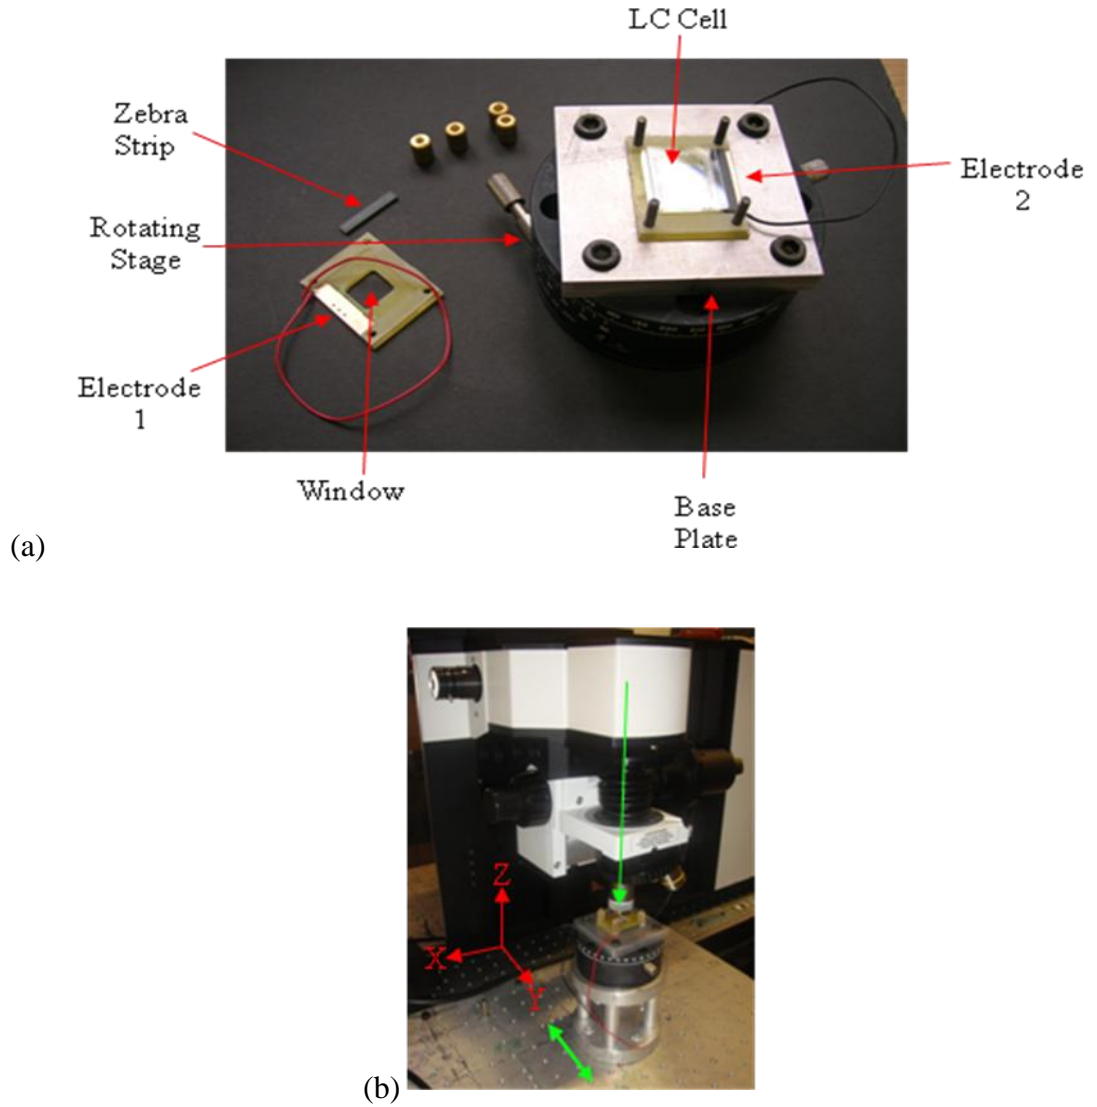 LC Cell
Zebra
Strip
Electrode
2
Rotating
Stage
Electrode
1
Window
Base
Plate
(a)
Z
X
Y
(b)